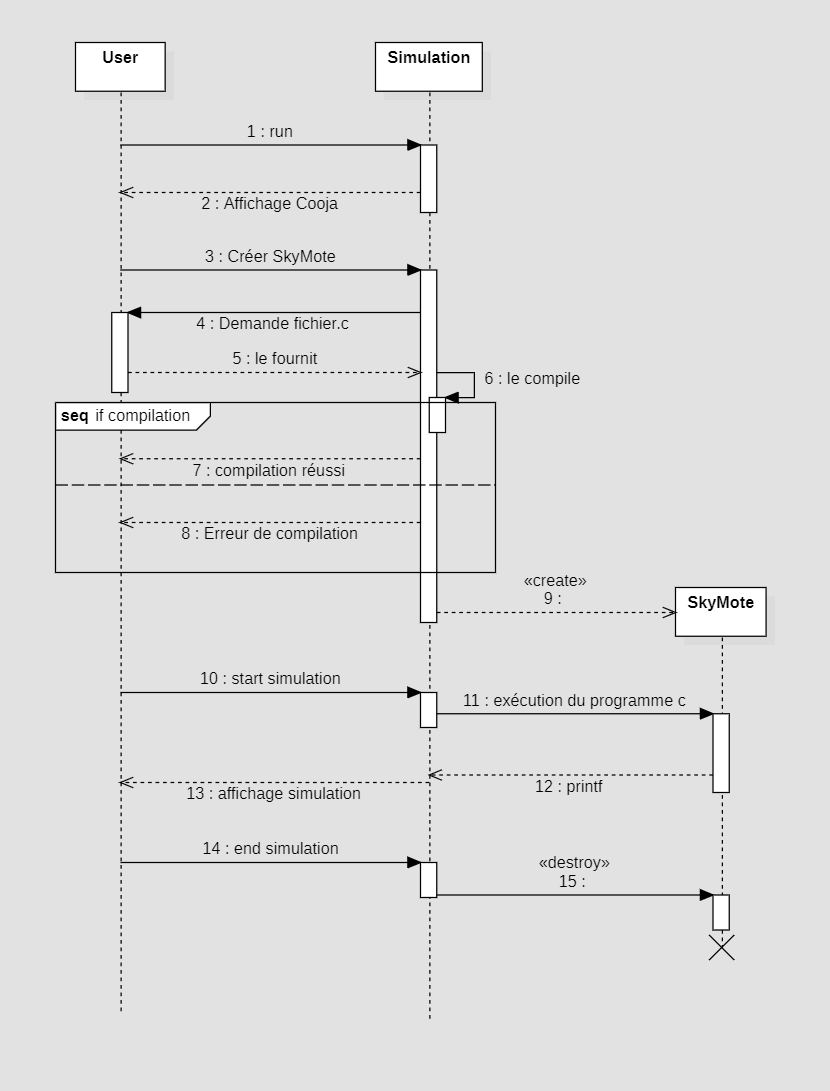 User
Simulation
1 : run
2 : Affichage Cooja
3 : Créer SkyMote
4 : Demande fichier.c
5 : le fournit
6 : le compile
seq if compilation
7 : compilation réussi
8 : Erreur de compilation
«create»
9 :
SkyMote
10 : start simulation
11 : exécution du programme c
12 : printf
13 : affichage simulation
14 : end simulation
«destroy»
15 :